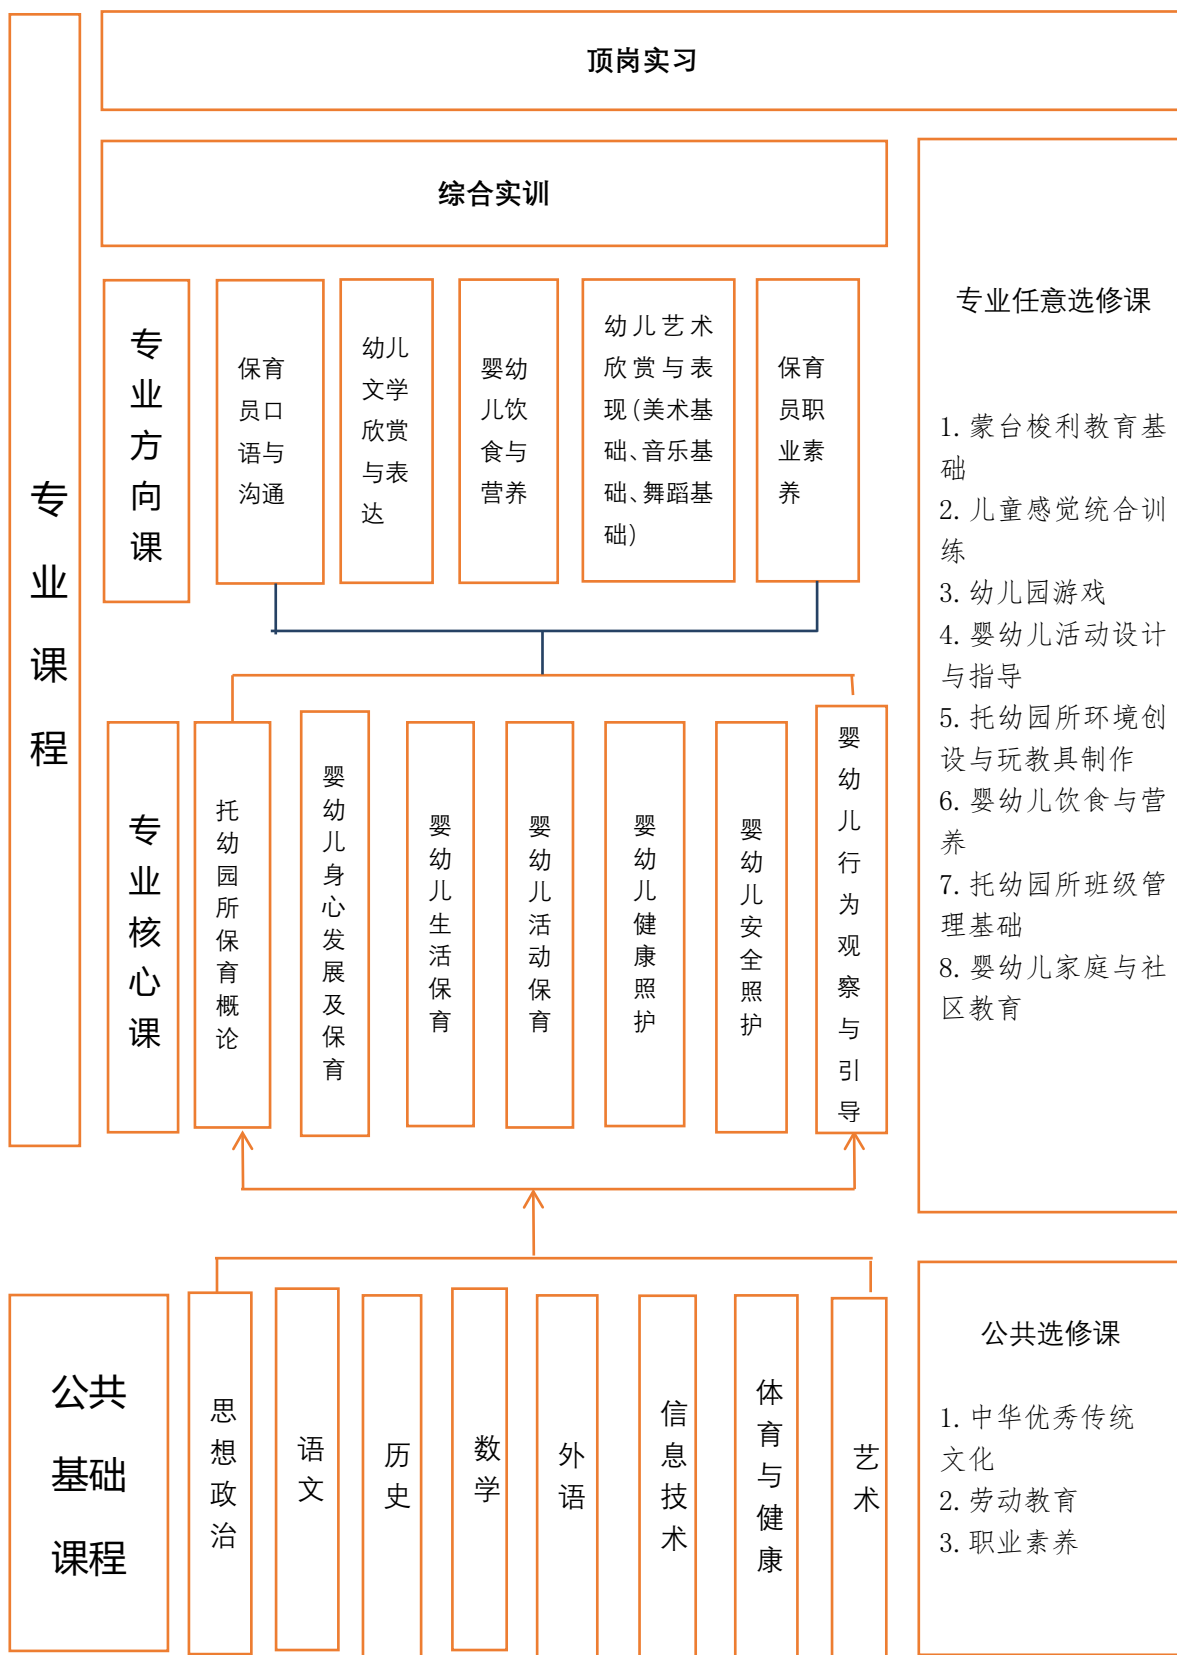 顶岗实习
综合实训
专业课程
专业方向课
保育
员口
语与
沟通
幼儿
文学
欣赏
与表
达
婴幼
儿饮
食与
营养
幼儿艺术
欣赏与表
现(美术基
础、音乐基
础、舞蹈基
础)
保育
员职
业素
养
专业核心课
托幼园所保育概论
婴幼儿身心发展及保育
婴幼儿生活保育
婴幼儿活动保育
婴幼儿健康照护
婴幼儿安全照护
婴幼儿行为观察与引导
专业任意选修课
1. 蒙台梭利教育基
础
2. 儿童感觉统合训
练
3. 幼儿园游戏
4. 婴幼儿活动设计
与指导
5. 托幼园所环境创
设与玩教具制作
6. 婴幼儿饮食与营
养
7. 托幼园所班级管
理基础
8. 婴幼儿家庭与社
区教育
公共
基础
课程
思想政治
语文
历史
数学
外语
信息技术
体育与健康
艺术
公共选修课
1. 中华优秀传统
文化
2. 劳动教育
3. 职业素养